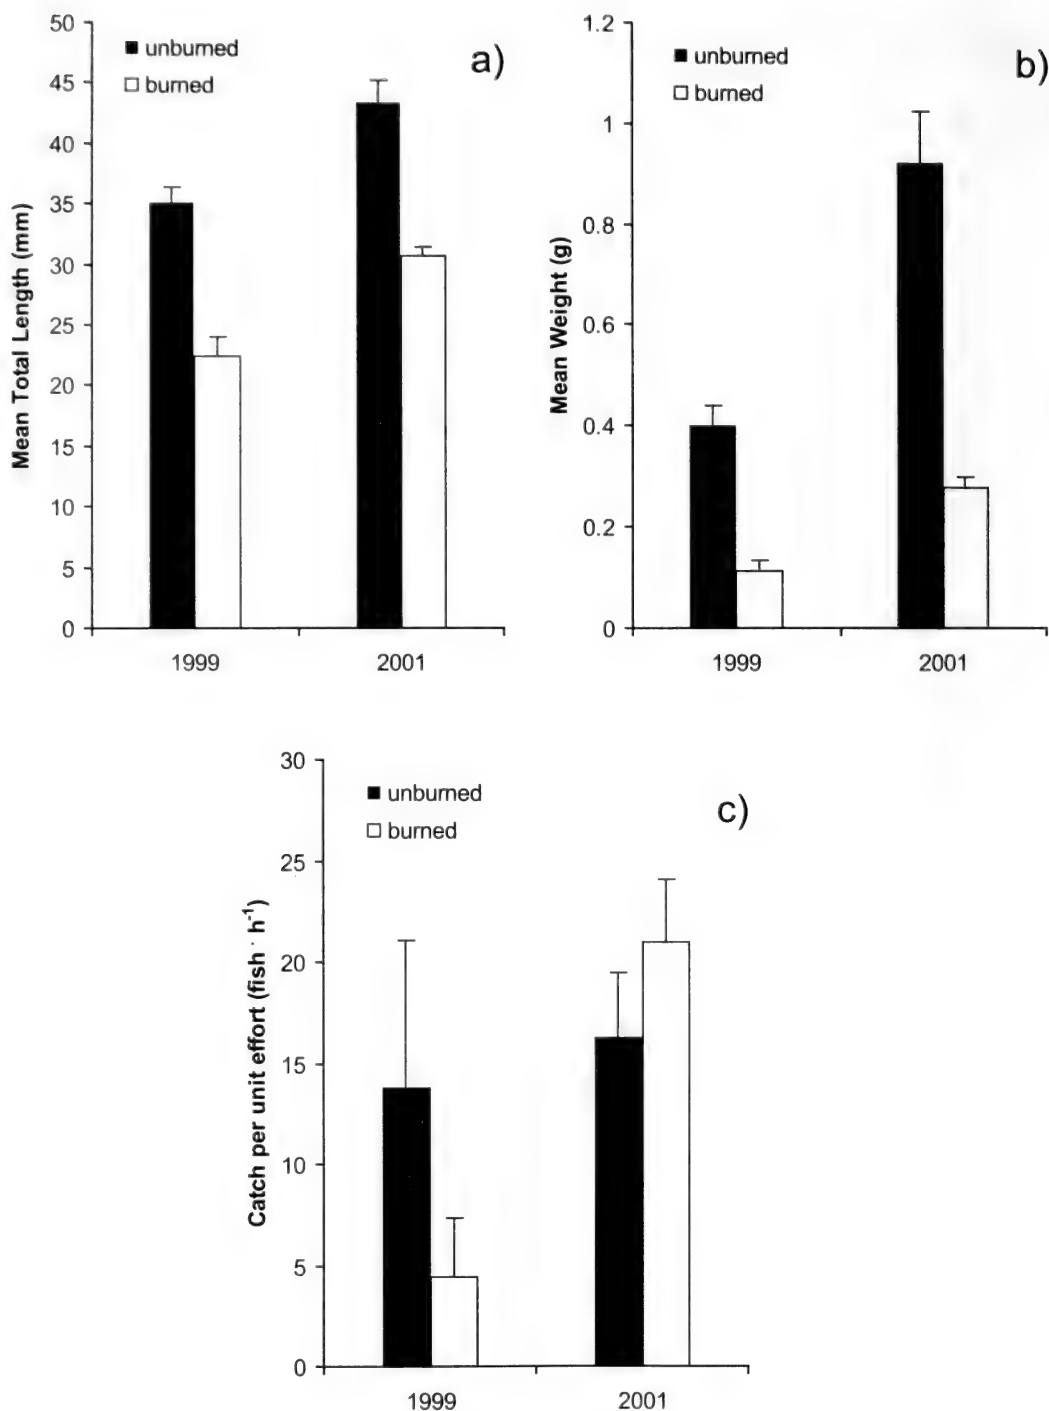 a)
unburned
burned
Mean Total Length (mm)
50
45
40
35
30
25
20
15
10
5
0
1999
2001
b)
unburned
burned
Mean Weight (g)
1.2
1
0.8
0.6
0.4
0.2
0
1999
2001
c)
unburned
burned
Catch per unit effort (fish · h⁻¹)
30
25
20
15
10
5
0
1999
2001